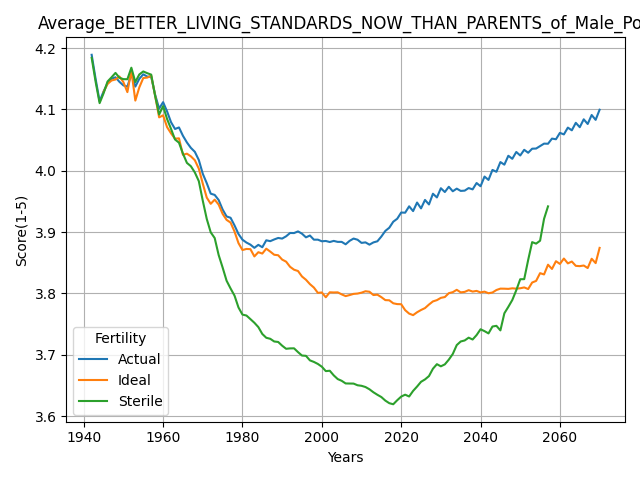 Average_BETTER_LIVING_STANDARDS_NOW_THAN_PARENTS_of_Male_Po
4.2
4.1
4.0
3.9
3.8
3.7
3.6
Score(1-5)
Fertility
Actual
Ideal
Sterile
1940 1960 1980 2000 2020 2040 2060
Years